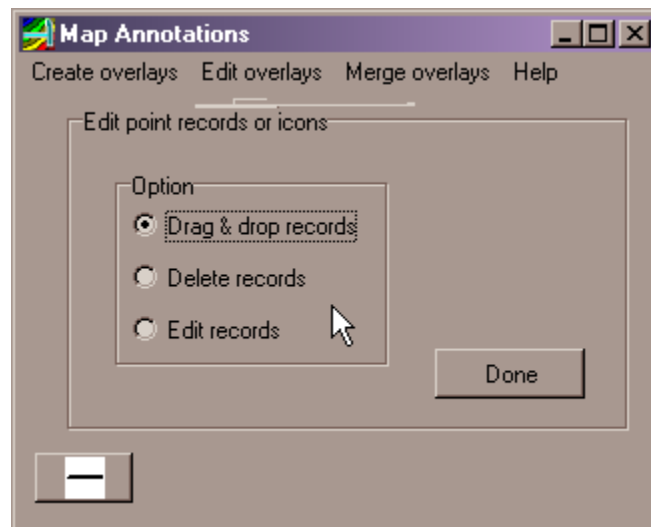 Map Annotations
Create overlays Edit overlays Merge overlays Help
Edit point records or icons
Option
Drag & drop records
Delete records
Edit records
Done